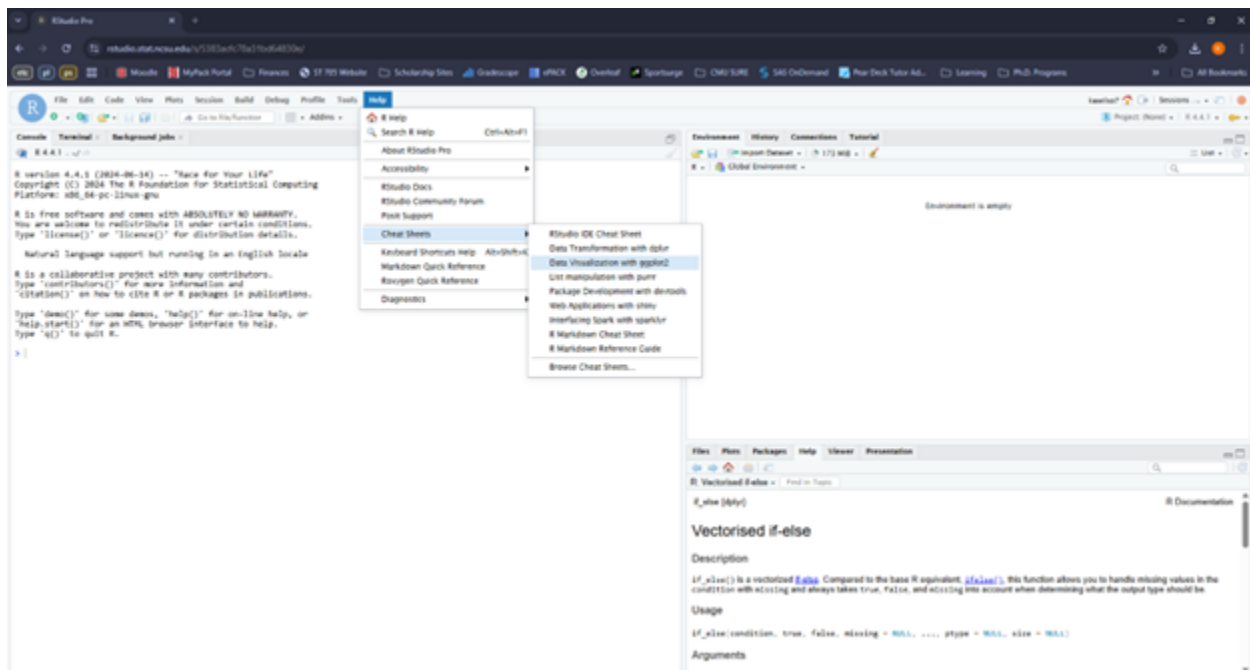 RStudio Pro
rstudio.stat.ncsu.edu/
Moodle MyPack Portal Finances ST 705 Website Scholarship Sites Gradescope ePACK Overleaf Sportsurge CMU SURE SAS OnDemand Pear Deck Tutor Ad... Learning Ph.D. Programs All Bookmarks
File Edit Code View Plots Session Build Debug Profile Tools Help
Go to file/function Addins
Sessions
Project: (None) R 4.4.1
Console Terminal Background Jobs
R 4.4.1
R version 4.4.1 (2024-06-14) -- "Race for Your Life"
Copyright (C) 2024 The R Foundation for Statistical Computing
Platform: x86_64-pc-linux-gnu
R is free software and comes with ABSOLUTELY NO WARRANTY.
You are welcome to redistribute it under certain conditions.
Type 'license()' or 'licence()' for distribution details.
Natural language support but running in an English locale
R is a collaborative project with many contributors.
Type 'contributors()' for more information and
'citation()' on how to cite R or R packages in publications.
Type 'demo()' for some demos, 'help()' for on-line help, or
'help.start()' for an HTML browser interface to help.
Type 'q()' to quit R.
>
R Help
Search R Help Ctrl+Alt+F1
About RStudio Pro
Accessibility
RStudio Docs
RStudio Community Forum
Posit Support
Cheat Sheets
Keyboard Shortcuts Help Alt+Shift+K
Markdown Quick Reference
Roxygen Quick Reference
Diagnostics
RStudio IDE Cheat Sheet
Data Transformation with dplyr
Data Visualization with ggplot2
List manipulation with purrr
Package Development with devtools
Web Applications with shiny
Interfacing Spark with sparklyr
R Markdown Cheat Sheet
R Markdown Reference Guide
Browse Cheat Sheets...
Environment History Connections Tutorial
Import Dataset 172 MiB List
R Global Environment
Environment is empty
Files Plots Packages Help Viewer Presentation
R: Vectorised if-else Find in Topic
if_else {dplyr} R Documentation
Vectorised if-else
Description
if_else() is a vectorized if-else. Compared to the base R equivalent, ifelse(), this function allows you to handle missing values in the
condition with missing and always takes true, false, and missing into account when determining what the output type should be.
Usage
if_else(condition, true, false, missing = NULL, ..., ptype = NULL, size = NULL)
Arguments